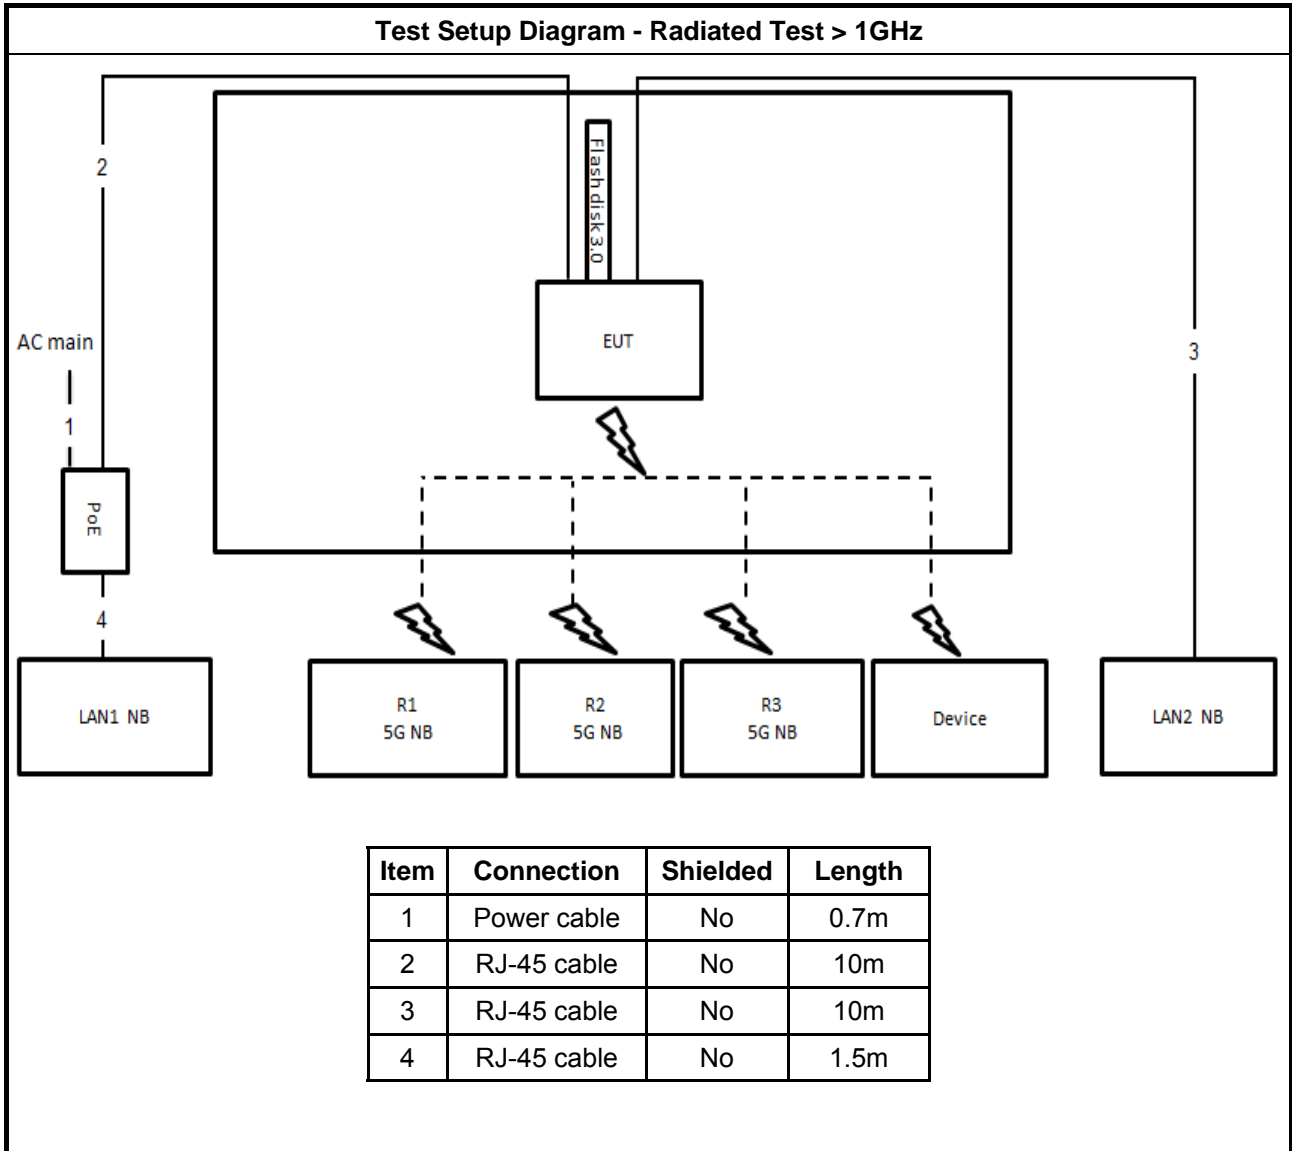 Test Setup Diagram - Radiated Test > 1GHz
2
Flash disk 3.0
EUT
AC main
3
1
PoE
4
LAN1 NB
R1
5G NB
R2
5G NB
R3
5G NB
Device
LAN2 NB
Item Connection Shielded Length
1 Power cable No 0.7m
2 RJ-45 cable No 10m
3 RJ-45 cable No 10m
4 RJ-45 cable No 1.5m